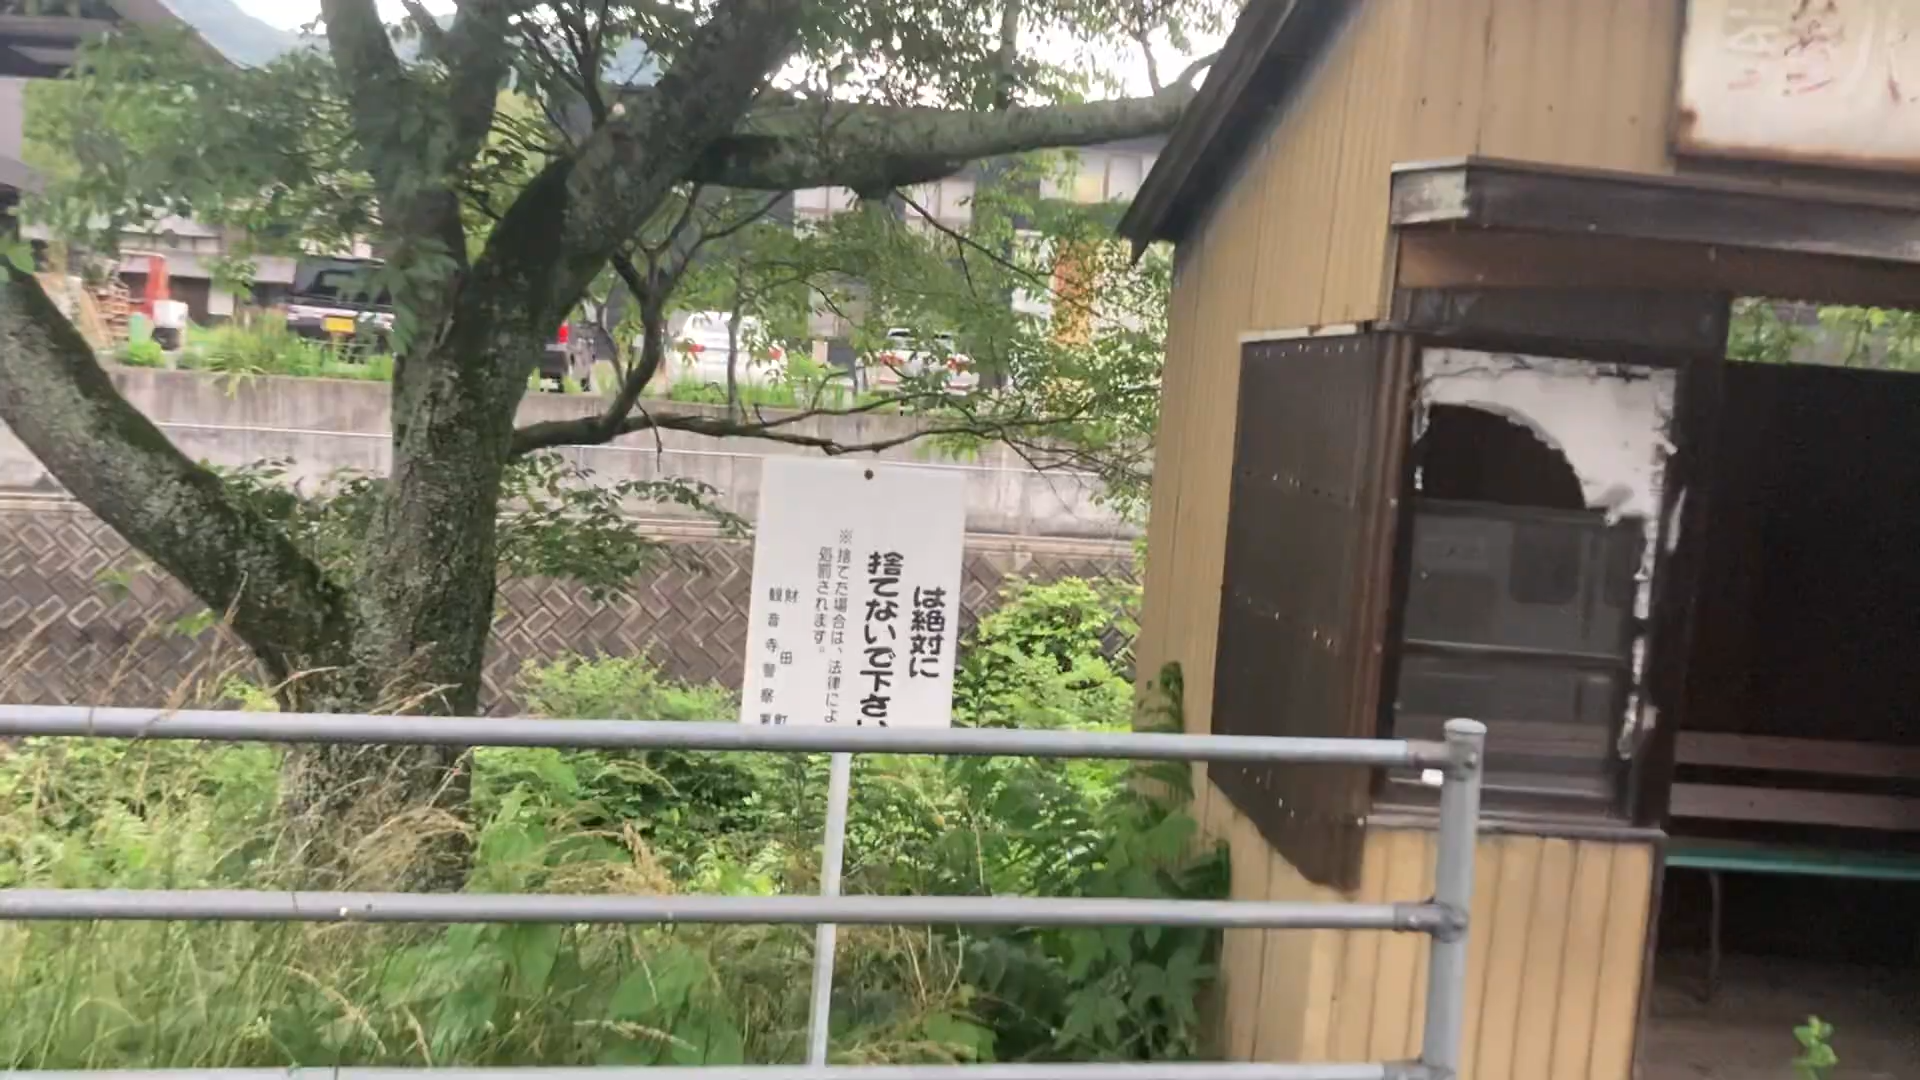 は絶対に
捨てないで下さい
※捨てた場合は、法律によ
処罰されます。
財田町
観音寺警察署